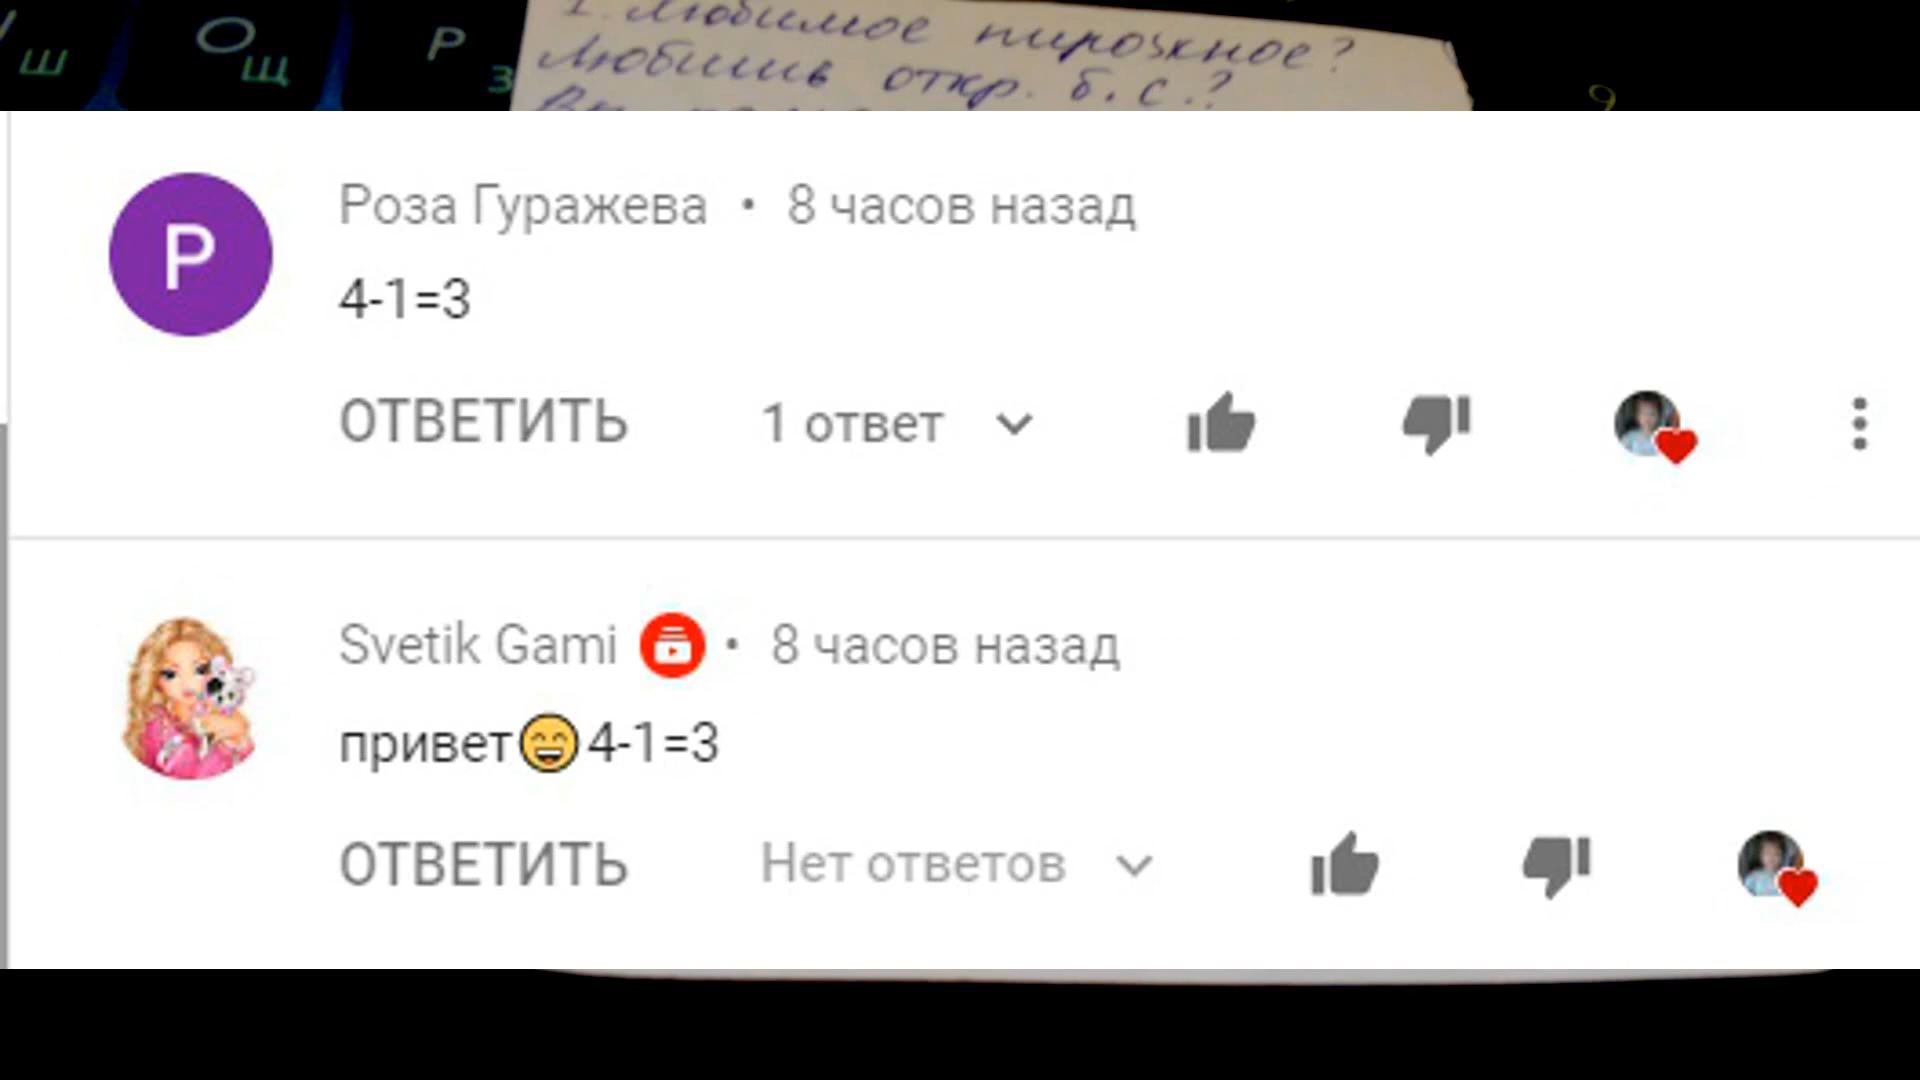 О
Ш
Щ
Р
З
9
1. Любимое пирожное?
Любишь откр. б.с.?
Р
Роза Гуражева • 8 часов назад
4-1=3
ОТВЕТИТЬ 1 ответ
Svetik Gami • 8 часов назад
привет😄4-1=3
ОТВЕТИТЬ Нет ответов